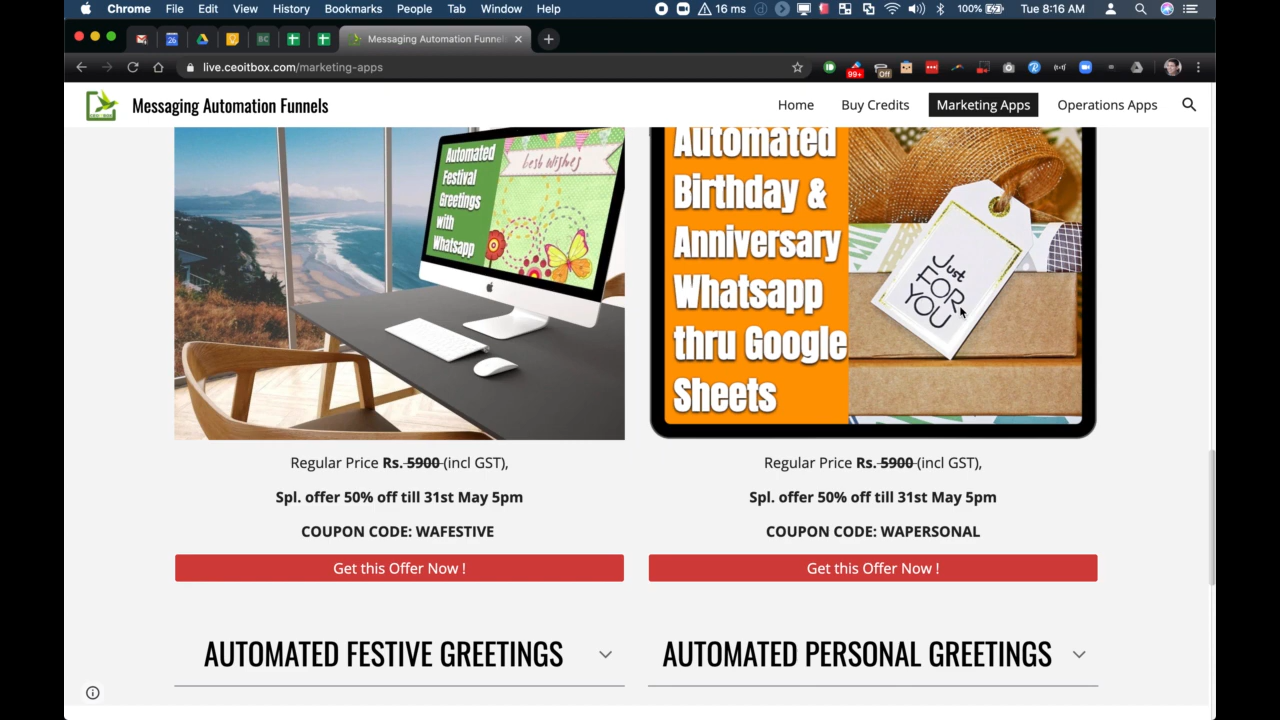 Chrome File Edit View History Bookmarks People Tab Window Help 16 ms 100% Tue 8:16 AM
26 BC Messaging Automation Funnel
live.ceoitbox.com/marketing-apps 99+ Off
Messaging Automation Funnels Home Buy Credits Marketing Apps Operations Apps
Automated
Festival
Greetings
with
Whatsapp
Best Wishes
Automated
Birthday &
Anniversary
Whatsapp
thru Google
Sheets
Just
FOR
YOU
Regular Price Rs. 5900 (incl GST),
Spl. offer 50% off till 31st May 5pm
COUPON CODE: WAFESTIVE
Get this Offer Now !
Regular Price Rs. 5900 (incl GST),
Spl. offer 50% off till 31st May 5pm
COUPON CODE: WAPERSONAL
Get this Offer Now !
AUTOMATED FESTIVE GREETINGS
AUTOMATED PERSONAL GREETINGS